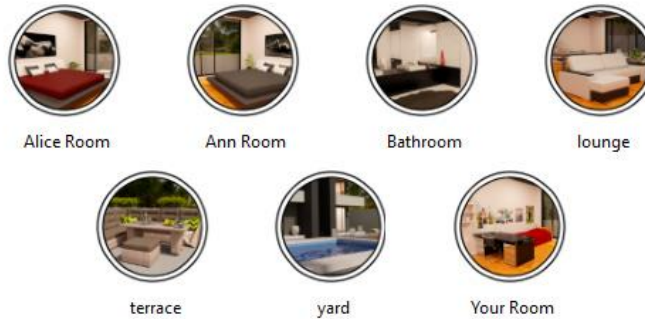 Alice Room
Ann Room
Bathroom
lounge
terrace
yard
Your Room